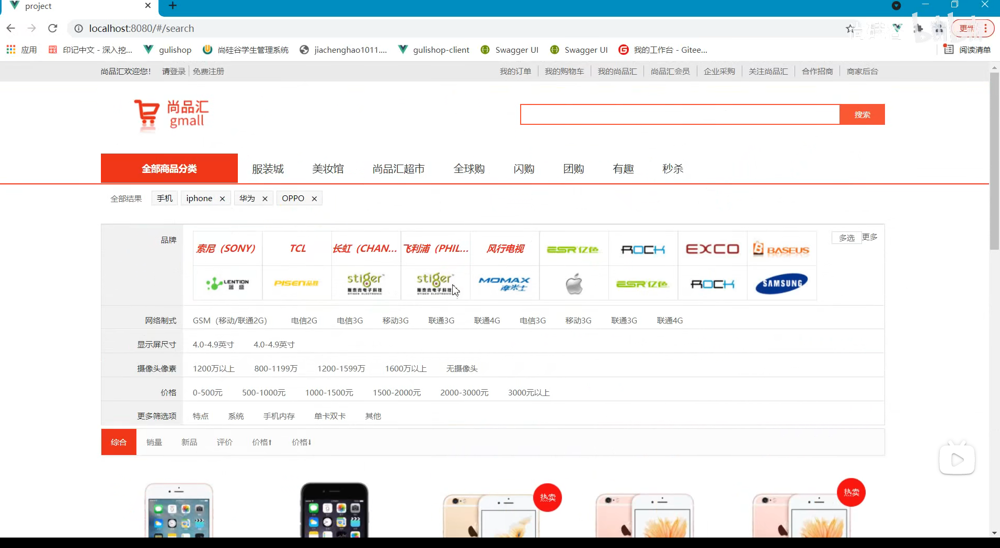 project
localhost:8080/#/search
更新
应用 印记中文 - 深入挖... gulishop 尚硅谷学生管理系统 jiachenghao1011.... gulishop-client Swagger UI Swagger UI 我的工作台 - Gitee... 阅读清单
尚品汇欢迎您! 请登录 免费注册 我的订单 我的购物车 我的尚品汇 尚品汇会员 企业采购 关注尚品汇 合作招商 商家后台
尚品汇
gmall
搜索
全部商品分类 服装城 美妆馆 尚品汇超市 全球购 闪购 团购 有趣 秒杀
全部结果 手机 iphone × 华为 × OPPO ×
品牌 索尼（SONY） TCL 长虹（CHAN... 飞利浦（PHIL... 风行电视 ESR亿色 ROCK EXCO BASEUS 多选 更多
LENTION PISEN品胜 stiger stiger MOMAX ESR亿色 ROCK SAMSUNG
摩米士
网络制式 GSM（移动/联通2G） 电信2G 电信3G 移动3G 联通3G 联通4G 电信3G 移动3G 联通3G 联通4G
显示屏尺寸 4.0-4.9英寸 4.0-4.9英寸
摄像头像素 1200万以上 800-1199万 1200-1599万 1600万以上 无摄像头
价格 0-500元 500-1000元 1000-1500元 1500-2000元 2000-3000元 3000元以上
更多筛选项 特点 系统 手机内存 单卡双卡 其他
综合 销量 新品 评价 价格⬆ 价格⬇
热卖 热卖